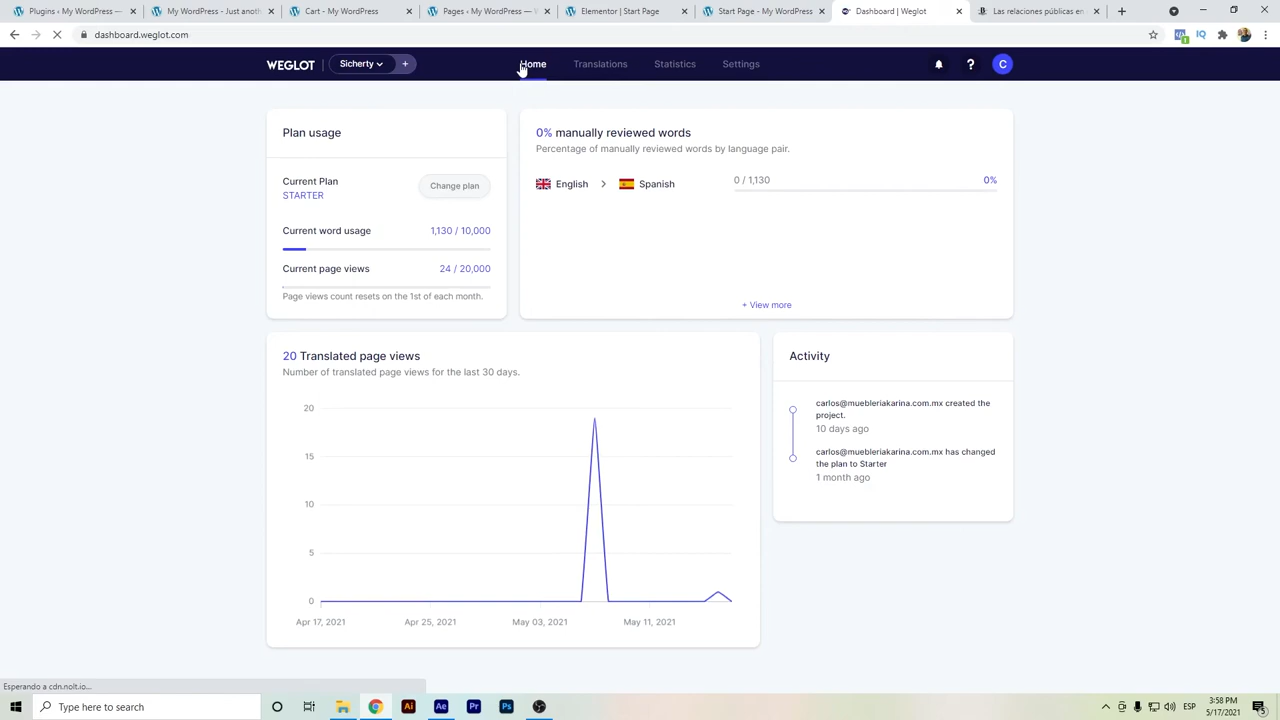 Plugins ‹ My WordPress —
My WordPress - Just anot
Cart - My WordPress
Pages ‹ My WordPress — W
Elementor Start Page
Start Page - My WordPress
Dashboard | Weglot
Las relaciones públicas en
dashboard.weglot.com
WEGLOT
Sicherty
+
Home
Translations
Statistics
Settings
?
C
Plan usage
Current Plan
STARTER
Change plan
Current word usage
1,130 / 10,000
Current page views
24 / 20,000
Page views count resets on the 1st of each month.
0% manually reviewed words
Percentage of manually reviewed words by language pair.
English
Spanish
0 / 1,130
0%
+ View more
20 Translated page views
Number of translated page views for the last 30 days.
20
15
10
5
0
Apr 17, 2021
Apr 25, 2021
May 03, 2021
May 11, 2021
Activity
carlos@muebleriakarina.com.mx created the
project.
10 days ago
carlos@muebleriakarina.com.mx has changed
the plan to Starter
1 month ago
Esperando a cdn.nolt.io...
Type here to search
Ai
Ae
Pr
Ps
ESP
3:58 PM
5/17/2021